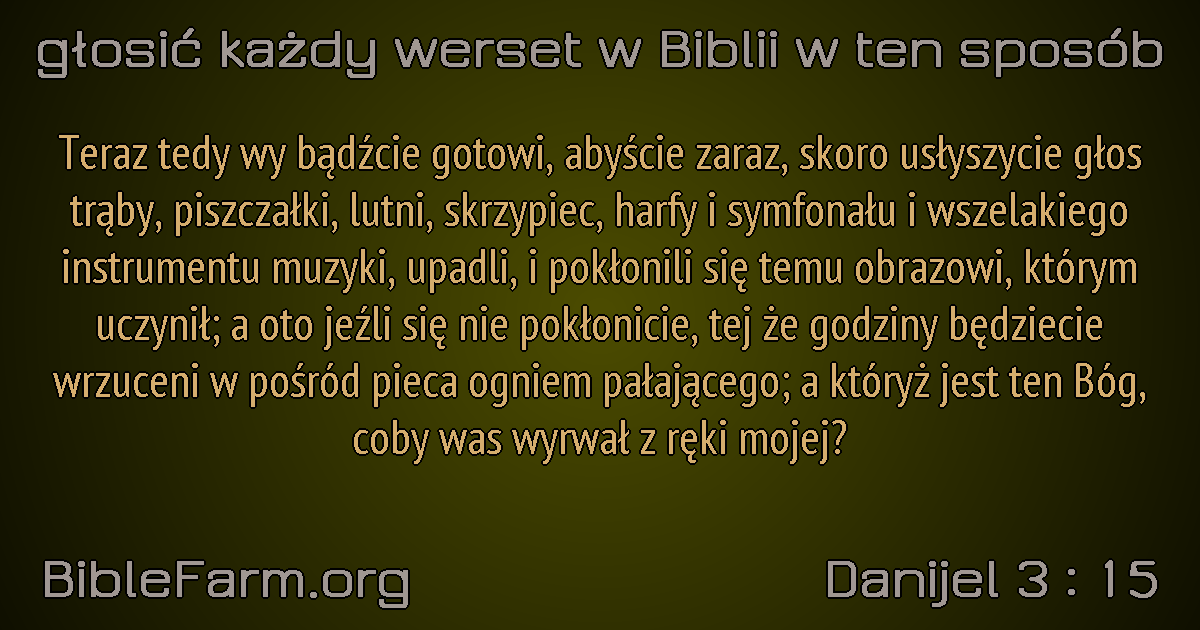 głosić każdy werset w Biblii w ten sposób
Teraz tedy wy bądźcie gotowi, abyście zaraz, skoro usłyszycie głos
trąby, piszczałki, lutni, skrzypiec, harfy i symfonału i wszelakiego
instrumentu muzyki, upadli, i pokłonili się temu obrazowi, którym
uczynił; a oto jeźli się nie pokłonicie, tej że godziny będziecie
wrzuceni w pośród pieca ogniem pałającego; a któryż jest ten Bóg,
coby was wyrwał z ręki mojej?
BibleFarm.org
Danijel 3 : 15